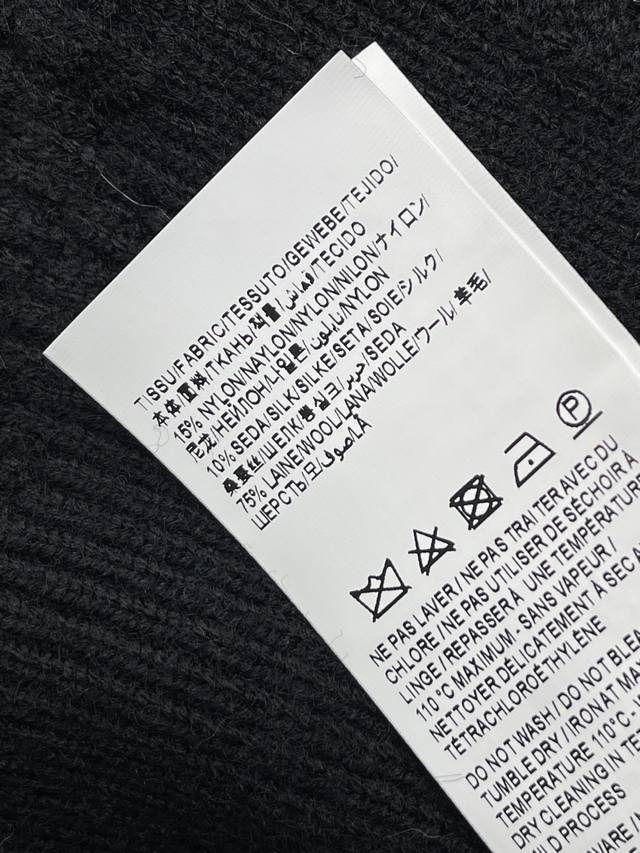 TISSU/FABRIC/TESSUTO/GEWEBE/TEJIDO/
本体/面料/ТКАНЬ/직물/قماش/TECIDO
15% NYLON/NAYLON/NYLON/NILON/ナイロン/
尼龙/НЕЙЛОН/나일론/نايلون/NYLON
10% SEDA/SILK/SILKE/SETA/SOIE/シルク/
桑蚕丝/ШЕЛК/뽕실크/حرير/SEDA
75% LAINE/WOOL/LANA/WOLLE/ウール/ 羊毛/
ШЕРСТЬ/모/صوف/LÃ
P
NE PAS LAVER / NE PAS TRAITER AVEC DU
CHLORE / NE PAS UTILISER DE SÉCHOIR À
LINGE / REPASSER À UNE TEMPÉRATURE
110 °C MAXIMUM - SANS VAPEUR /
NETTOYER DÉLICATEMENT À SEC A
TÉTRACHLOROÉTHYLÈNE
DO NOT WASH / DO NOT BLEA
TUMBLE DRY / IRON AT MA
TEMPERATURE 110°C -
DRY CLEANING IN TET
MILD PROCESS